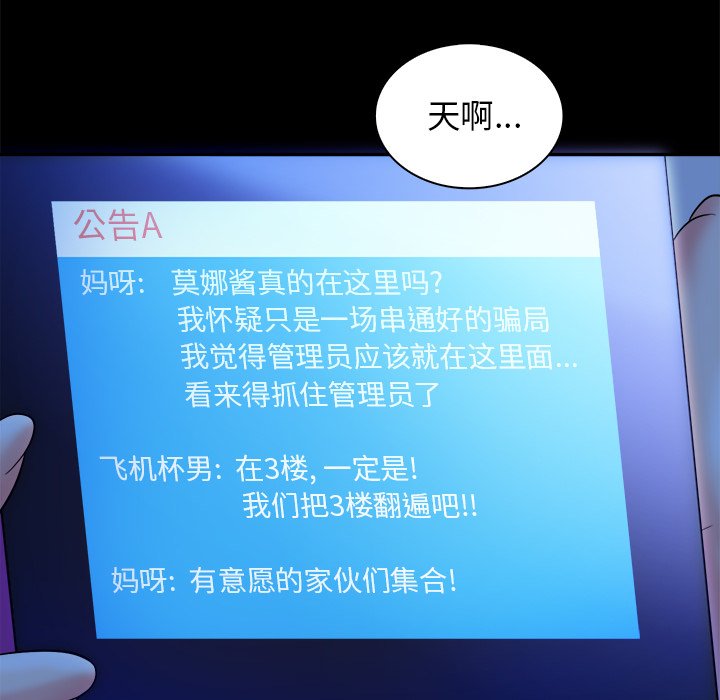 天啊...
公告A
妈呀: 莫娜酱真的在这里吗?
我怀疑只是一场串通好的骗局
我觉得管理员应该就在这里面...
看来得抓住管理员了
飞机杯男: 在3楼, 一定是!
我们把3楼翻遍吧!!
妈呀: 有意愿的家伙们集合!